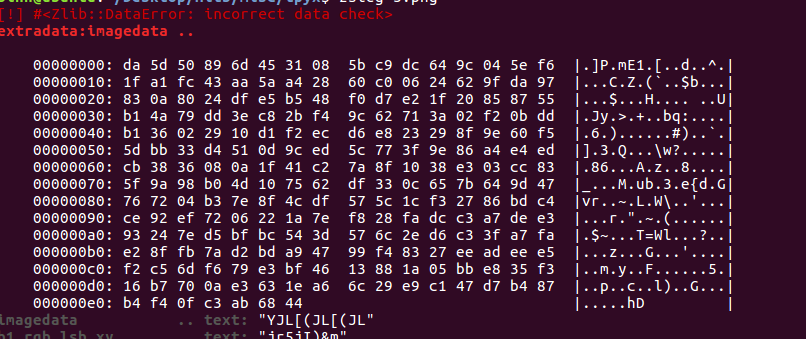 [!] #<Zlib::DataError: incorrect data check>
extradata:imagedata ..
00000000: da 5d 50 89 6d 45 31 08 5b c9 dc 64 9c 04 5e f6 |.]P.mE1.[..d..^.|
00000010: 1f a1 fc 43 aa 5a a4 28 60 c0 06 24 62 9f da 97 |...C.Z.(`..$b...|
00000020: 83 0a 80 24 df e5 b5 48 f0 d7 e2 1f 20 85 87 55 |...$...H.... ..U|
00000030: b1 4a 79 dd 3e c8 2b f4 9c 62 71 3a 02 f2 0b dd |.Jy.>.+..bq:....|
00000040: b1 36 02 29 10 d1 f2 ec d6 e8 23 29 8f 9e 60 f5 |.6.)......#)..`.|
00000050: 5d bb 33 d4 51 0d 9c ed 5c 77 3f 9e 86 a4 e4 ed |].3.Q...\w?.....|
00000060: cb 38 36 08 0a 1f 41 c2 7a 8f 10 38 e3 03 cc 83 |.86...A.z..8....|
00000070: 5f 9a 98 b0 4d 10 75 62 df 33 0c 65 7b 64 9d 47 |_...M.ub.3.e{d.G|
00000080: 76 72 04 b3 7e 8f 4c df 57 5c 1c f3 27 86 bd c4 |vr..~.L.W\..'...|
00000090: ce 92 ef 72 06 22 1a 7e f8 28 fa dc c3 a7 de e3 |...r.".~.(......|
000000a0: 93 24 7e d5 bf bc 54 3d 57 6c 2e d6 c3 3f a7 fa |.$~...T=Wl...?..|
000000b0: e2 8f fb 7a d2 bd a9 47 99 f4 83 27 ee ad ee e5 |...z...G...'....|
000000c0: f2 c5 6d f6 79 e3 bf 46 13 88 1a 05 bb e8 35 f3 |..m.y..F......5.|
000000d0: 16 b7 70 0a e3 63 1e a6 6c 29 e9 c1 47 d7 b4 87 |..p..c..l)..G...|
000000e0: b4 f4 0f c3 ab 68 44 |.....hD |
imagedata .. text: "YJL[(JL[(JL"